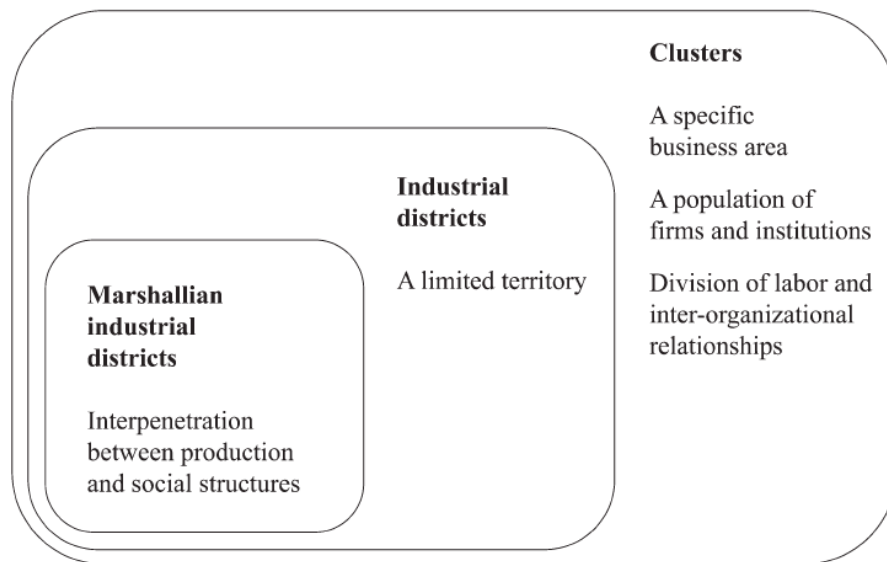 Clusters
A specific
business area
A population of
firms and institutions
Division of labor and
inter-organizational
relationships
Industrial
districts
A limited territory
Marshallian
industrial
districts
Interpenetration
between production
and social structures